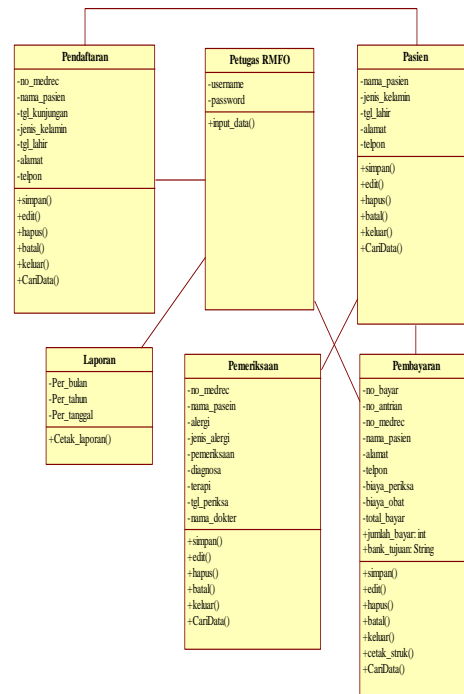 Pendaftaran
-no_medrec
-nama_pasien
-tgl_kunjungan
-jenis_kelamin
-tgl_lahir
-alamat
-telpon
+simpan()
+edit()
+hapus()
+batal()
+keluar()
+CariData()
Petugas RMFO
-username
-password
+input_data()
Pasien
-nama_pasien
-jenis_kelamin
-tgl_lahir
-alamat
-telpon
+simpan()
+edit()
+hapus()
+batal()
+keluar()
+CariData()
Laporan
-Per_bulan
-Per_tahun
-Per_tanggal
+Cetak_laporan()
Pemeriksaan
-no_medrec
-nama_pasein
-alergi
-jenis_alergi
-pemeriksaan
-diagnosa
-terapi
-tgl_periksa
-nama_dokter
+simpan()
+edit()
+hapus()
+batal()
+keluar()
+CariData()
Pembayaran
-no_bayar
-no_antrian
-no_medrec
-nama_pasien
-alamat
-telpon
-biaya_periksa
-biaya_obat
-total_bayar
+jumlah_bayar: int
+bank_tujuan: String
+simpan()
+edit()
+hapus()
+batal()
+keluar()
+cetak_struk()
+CariData()